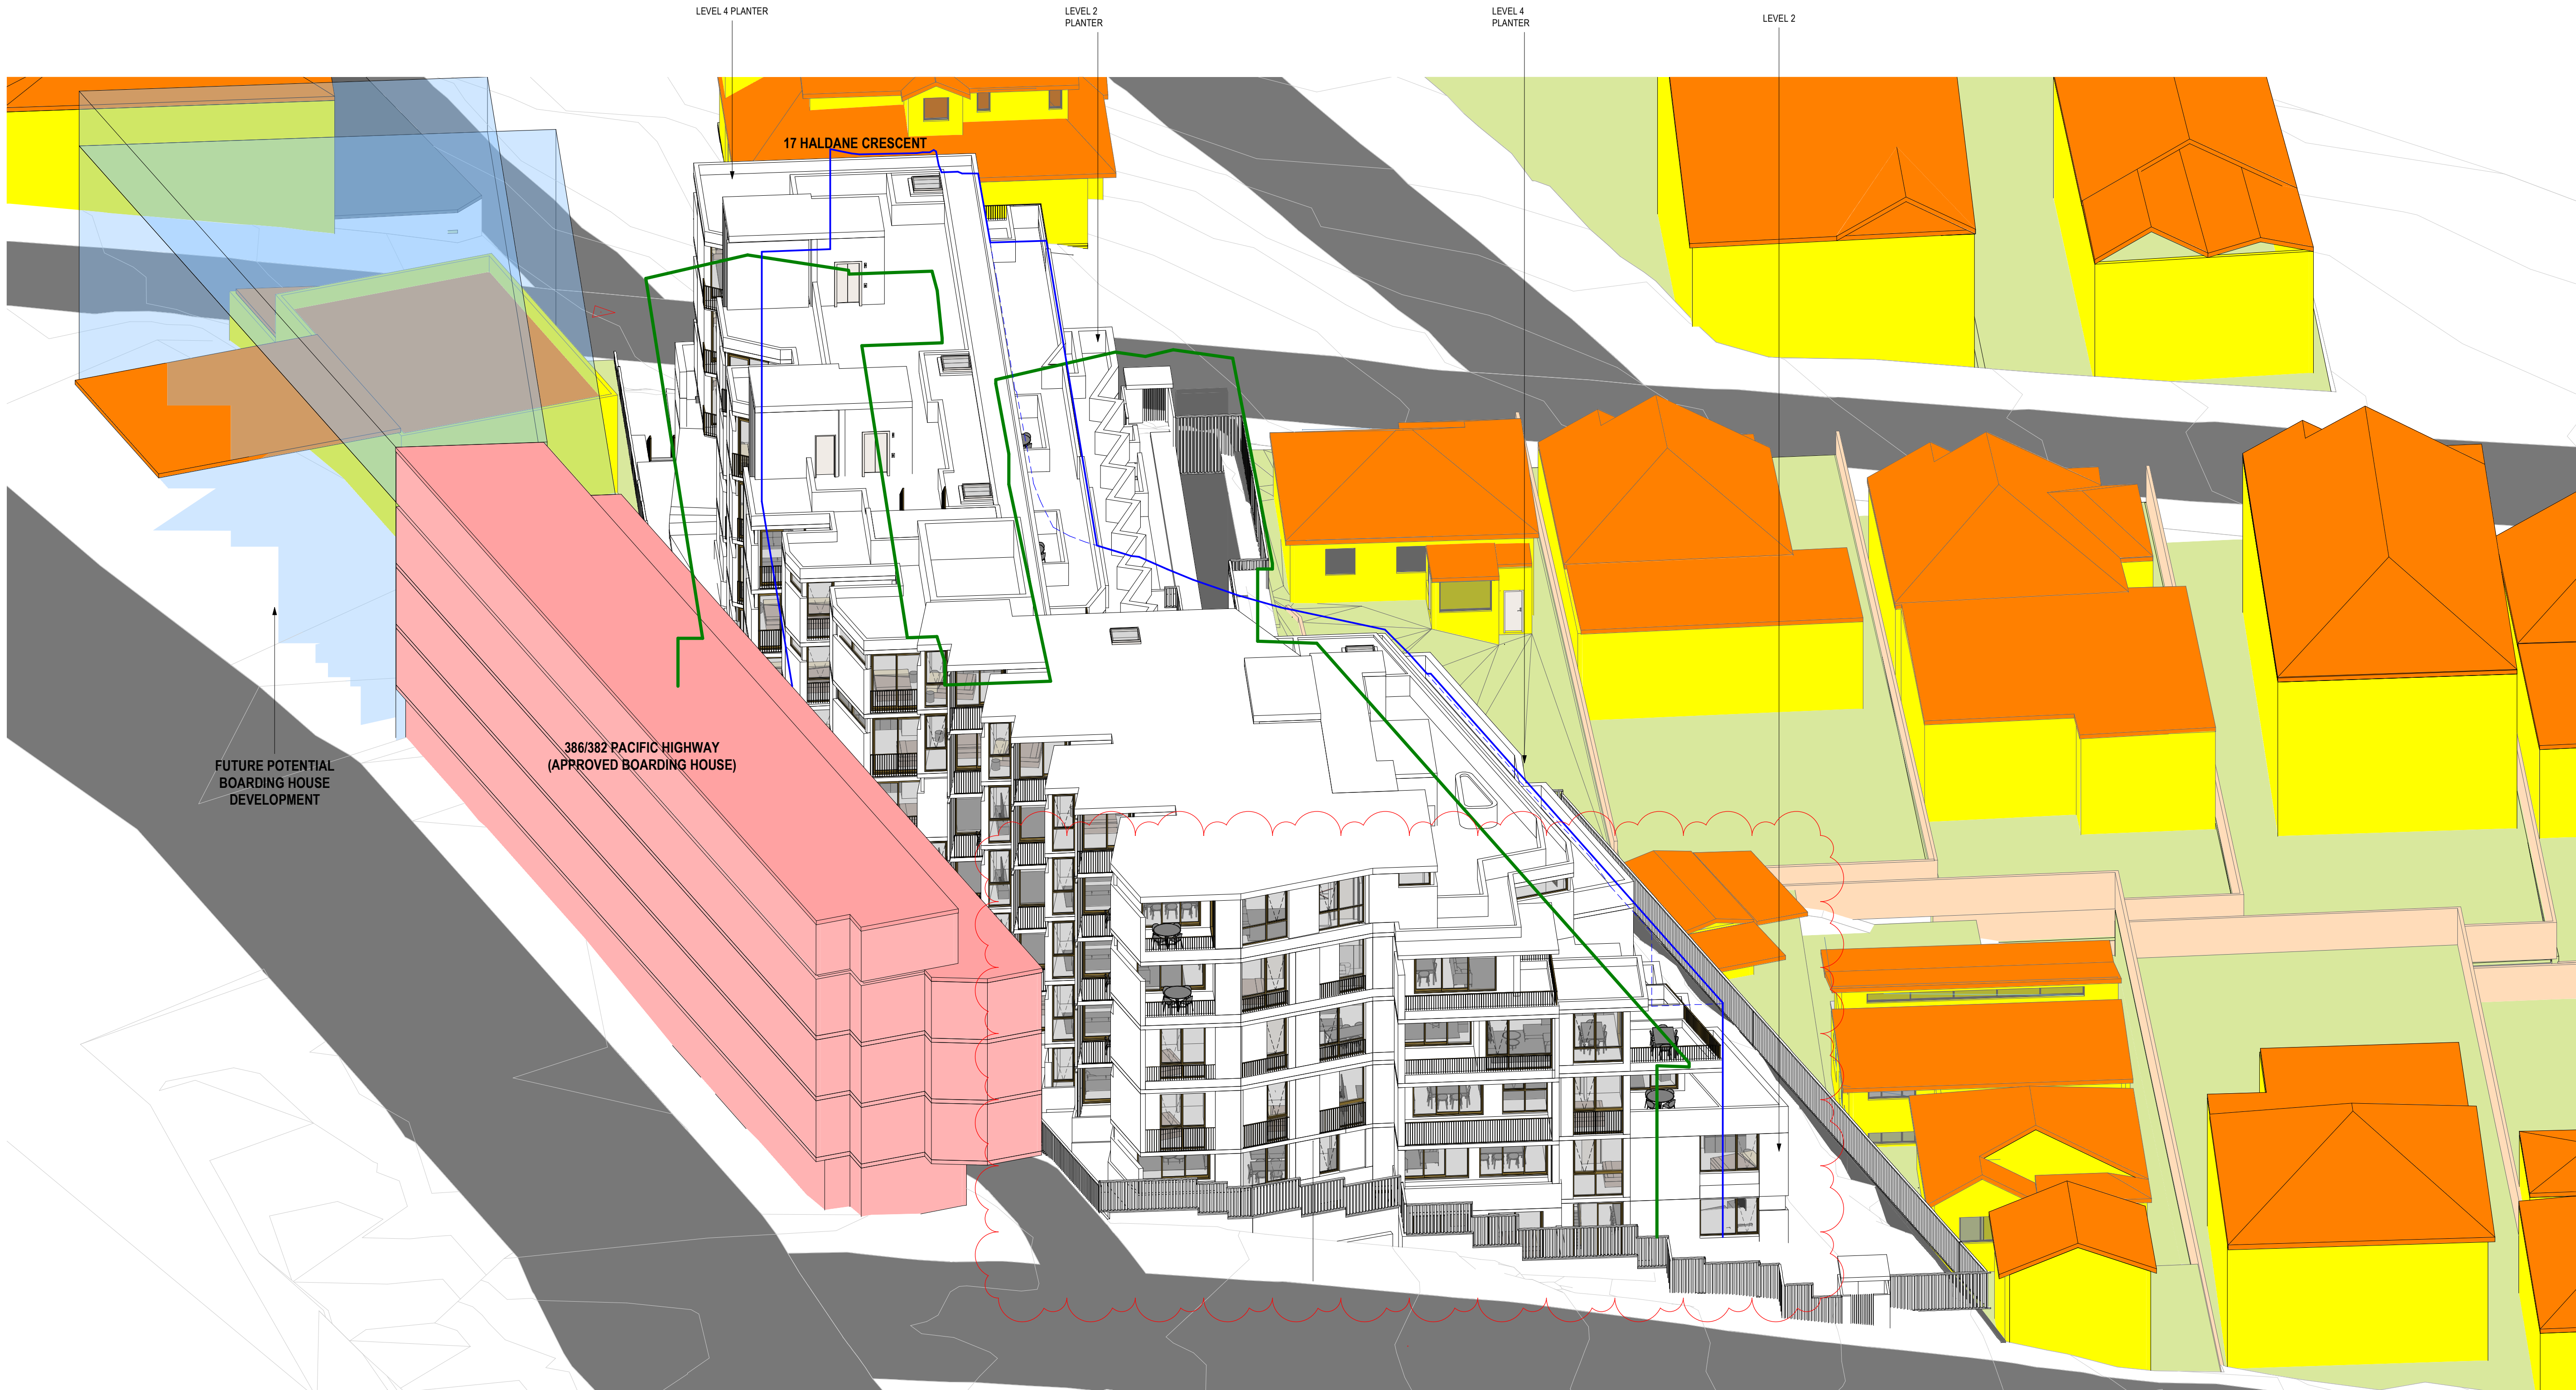 LEVEL 4 PLANTER
LEVEL 2
PLANTER
LEVEL 4
PLANTER
LEVEL 2
17 HALDANE CRESCENT
386/382 PACIFIC HIGHWAY
(APPROVED BOARDING HOUSE)
FUTURE POTENTIAL
BOARDING HOUSE
DEVELOPMENT